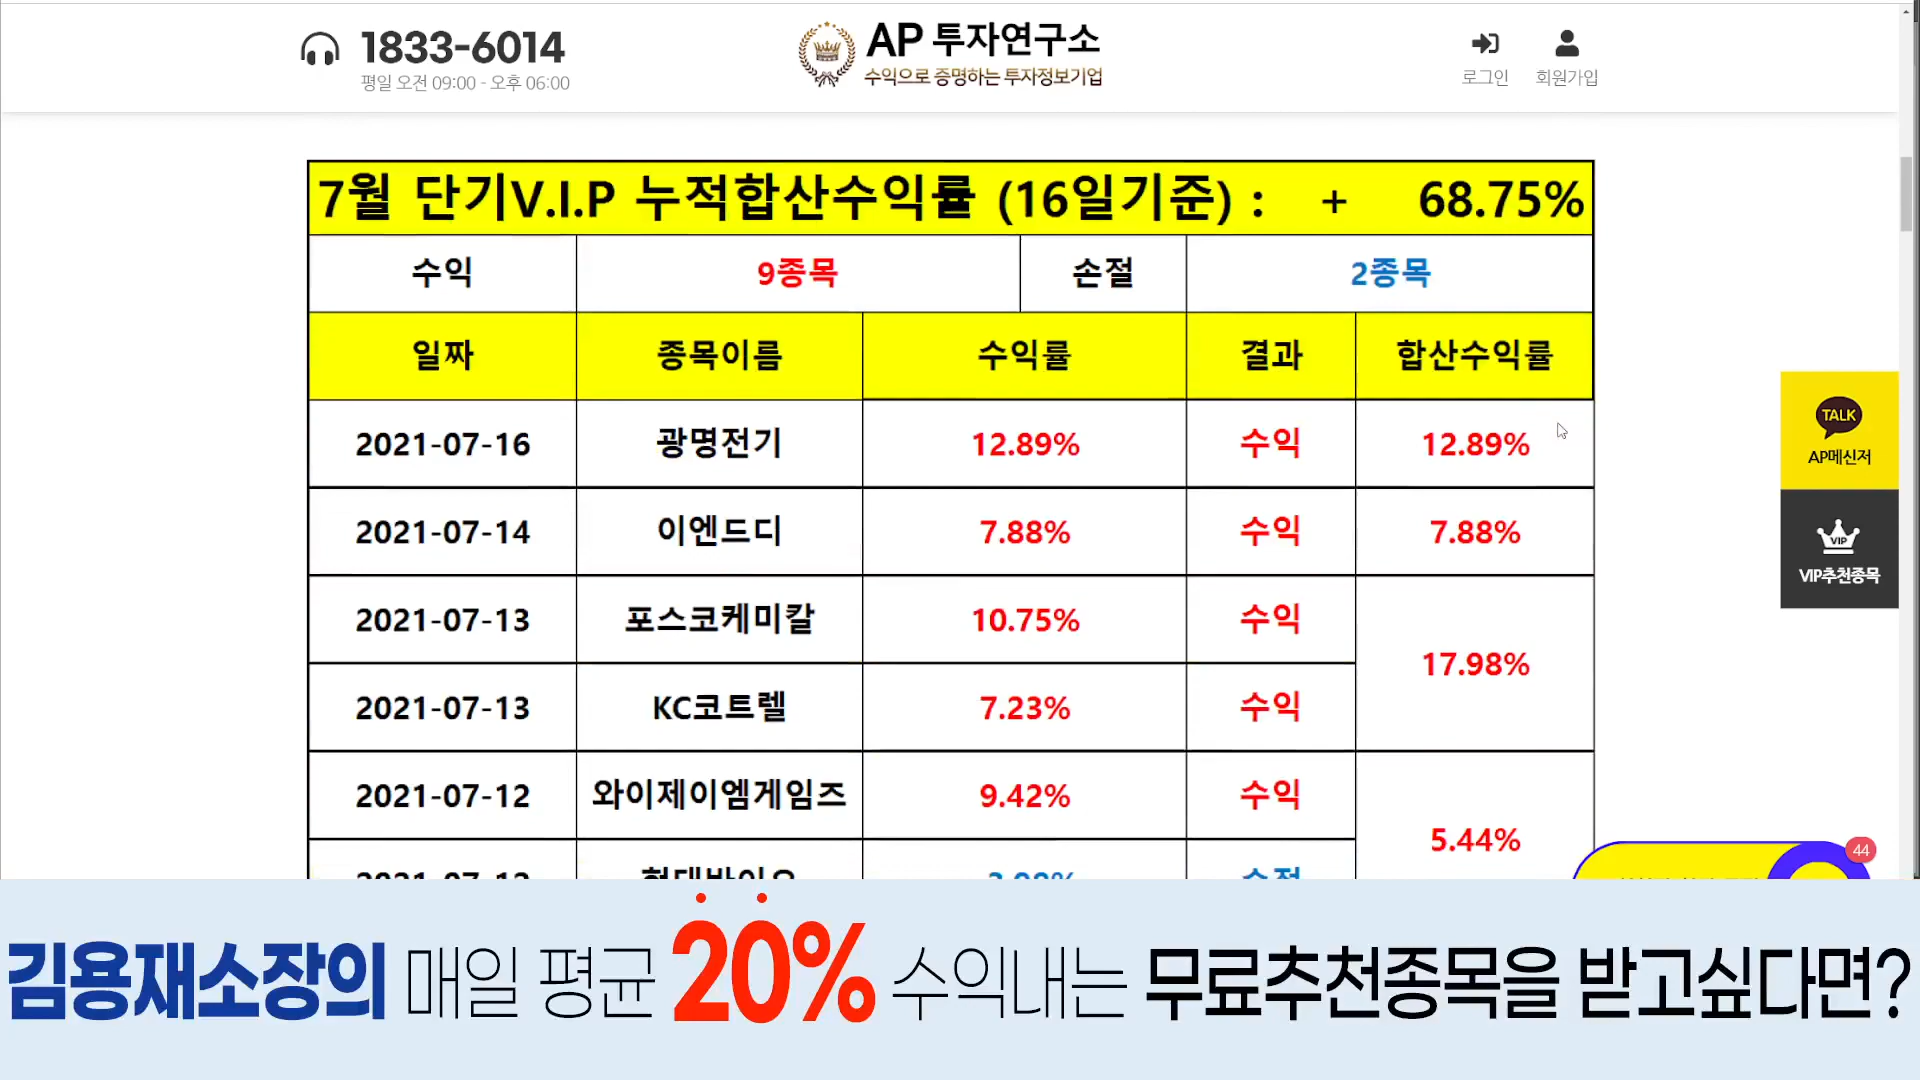 1833-6014
평일 오전 09:00 - 오후 06:00
AP 투자연구소
수익으로 증명하는 투자정보기업
로그인
회원가입
7월 단기V.I.P 누적합산수익률 (16일기준) : + 68.75%
수익 9종목 손절 2종목
일짜 종목이름 수익률 결과 합산수익률
2021-07-16 광명전기 12.89% 수익 12.89%
2021-07-14 이엔드디 7.88% 수익 7.88%
2021-07-13 포스코케미칼 10.75% 수익 17.98%
2021-07-13 KC코트렐 7.23% 수익
2021-07-12 와이제이엠게임즈 9.42% 수익 5.44%
TALK
AP메신저
VIP
VIP추천종목
44
김용재소장의 매일 평균 20% 수익내는 무료추천종목을 받고싶다면?